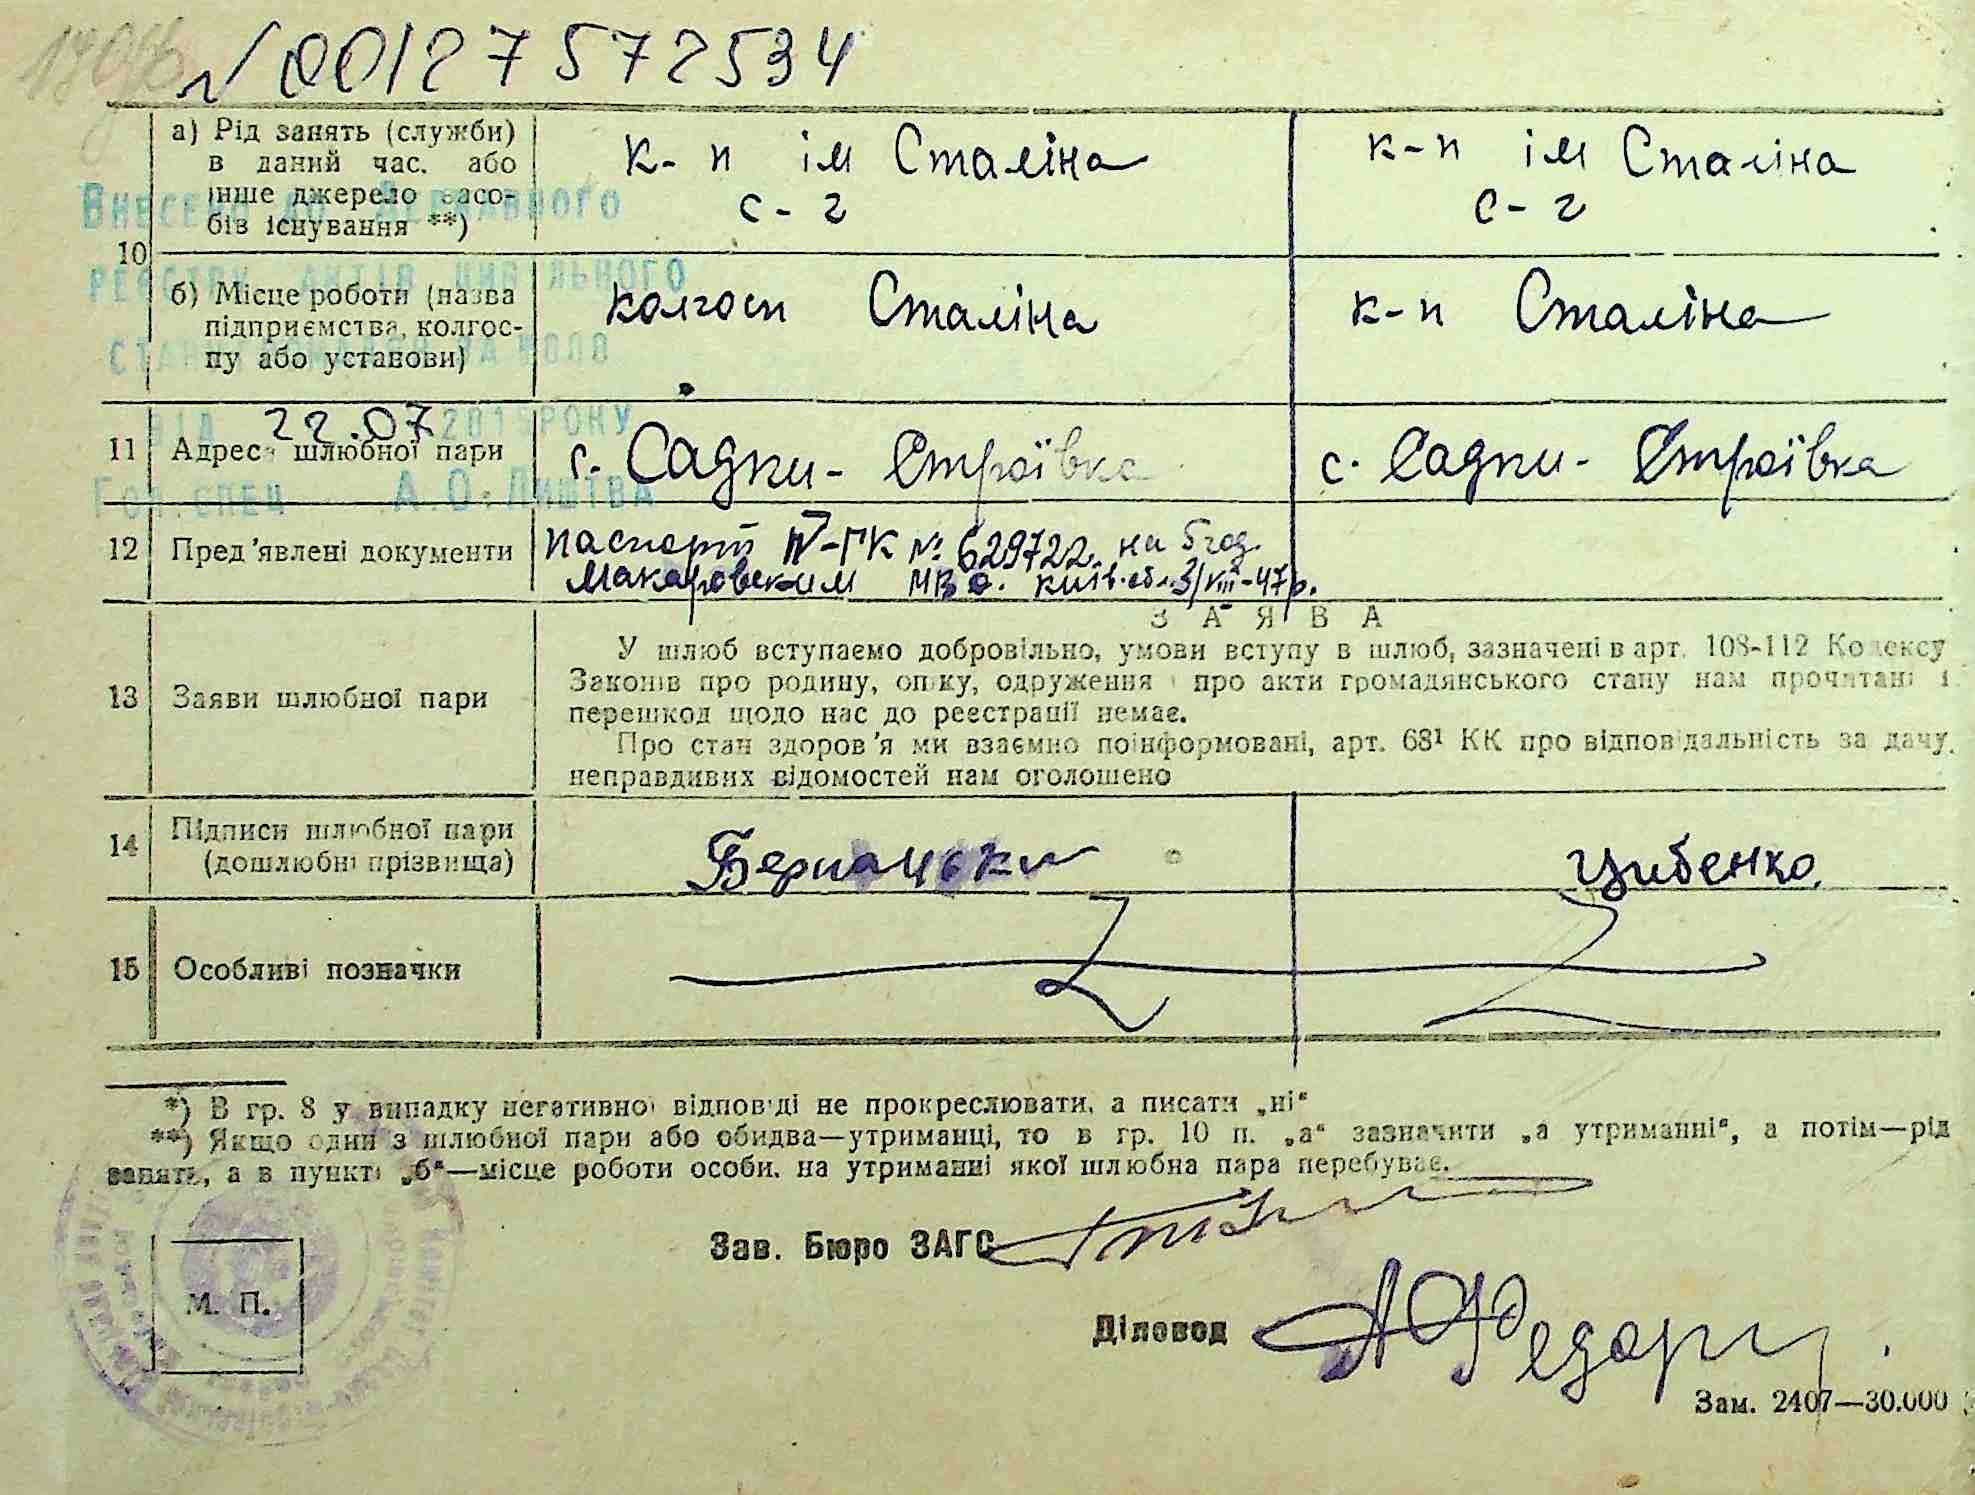 N 00127572534
а) Рід занять (служби) в даний час. або інше джерело засобів існування **)
к-п ім Сталіна с-г
к-п ім Сталіна с-г
Внесено до Державного
реєстру актів цивільного
10
б) Місце роботи (назва підприємства, колгоспу або установи)
колгосп Сталіна
к-п Сталіна
від 22.07 2015 року
Гол. спец А.О. Лиштва
11 Адреса шлюбної пари
с. Садки-Строївка
с. Садки-Строївка
12 Пред'явлені документи
паспорт IV-ГК № 629722. на 5 год.
Макаровским МВД. київ. обл. 3/VIII-47р.
ЗАЯВА
13 Заяви шлюбної пари
У шлюб вступаємо добровільно, умови вступу в шлюб, зазначені в арт. 108-112 Кодексу
Законів про родину, опіку, одруження і про акти громадянського стану нам прочитані і
перешкод щодо нас до реєстрації немає.
Про стан здоров'я ми взаємно поінформовані, арт. 68¹ КК про відповідальність за дачу
неправдивих відомостей нам оголошено
14 Підписи шлюбної пари (дошлюбні прізвища)
Цибенко.
15 Особливі позначки
*) В гр. 8 у випадку негативної відповіді не прокреслювати, а писати „ні“
**) Якщо один з шлюбної пари або обидва—утриманці, то в гр. 10 п. „а“ зазначити „а утриманні“, а потім—рід
занять, а в пункті „б“—місце роботи особи, на утриманні якої шлюбна пара перебуває.
Зав. Бюро ЗАГС
М. П.
Діловод
Зам. 2407—30.000